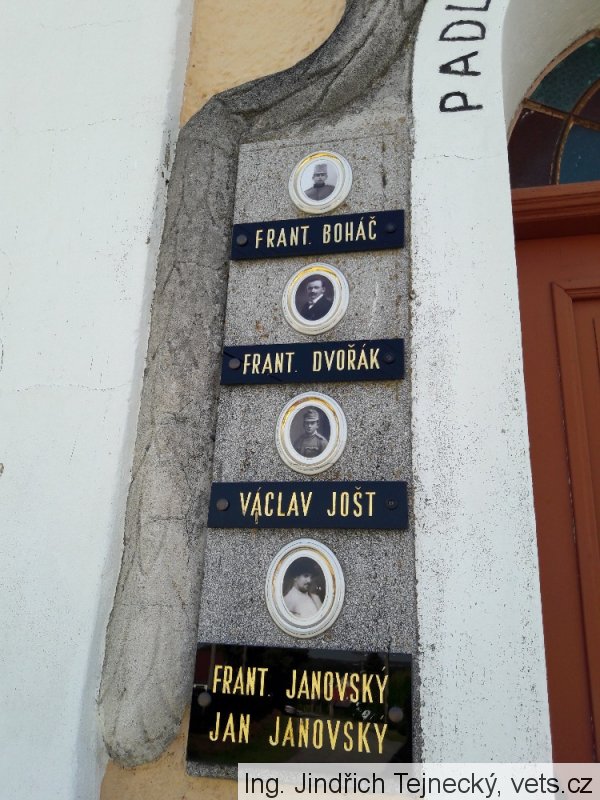 PADL
FRANT. BOHÁČ
FRANT. DVOŘÁK
VÁCLAV JOŠT
FRANT. JANOVSKÝ
JAN JANOVSKÝ
Ing. Jindřich Tejnecký, vets.cz